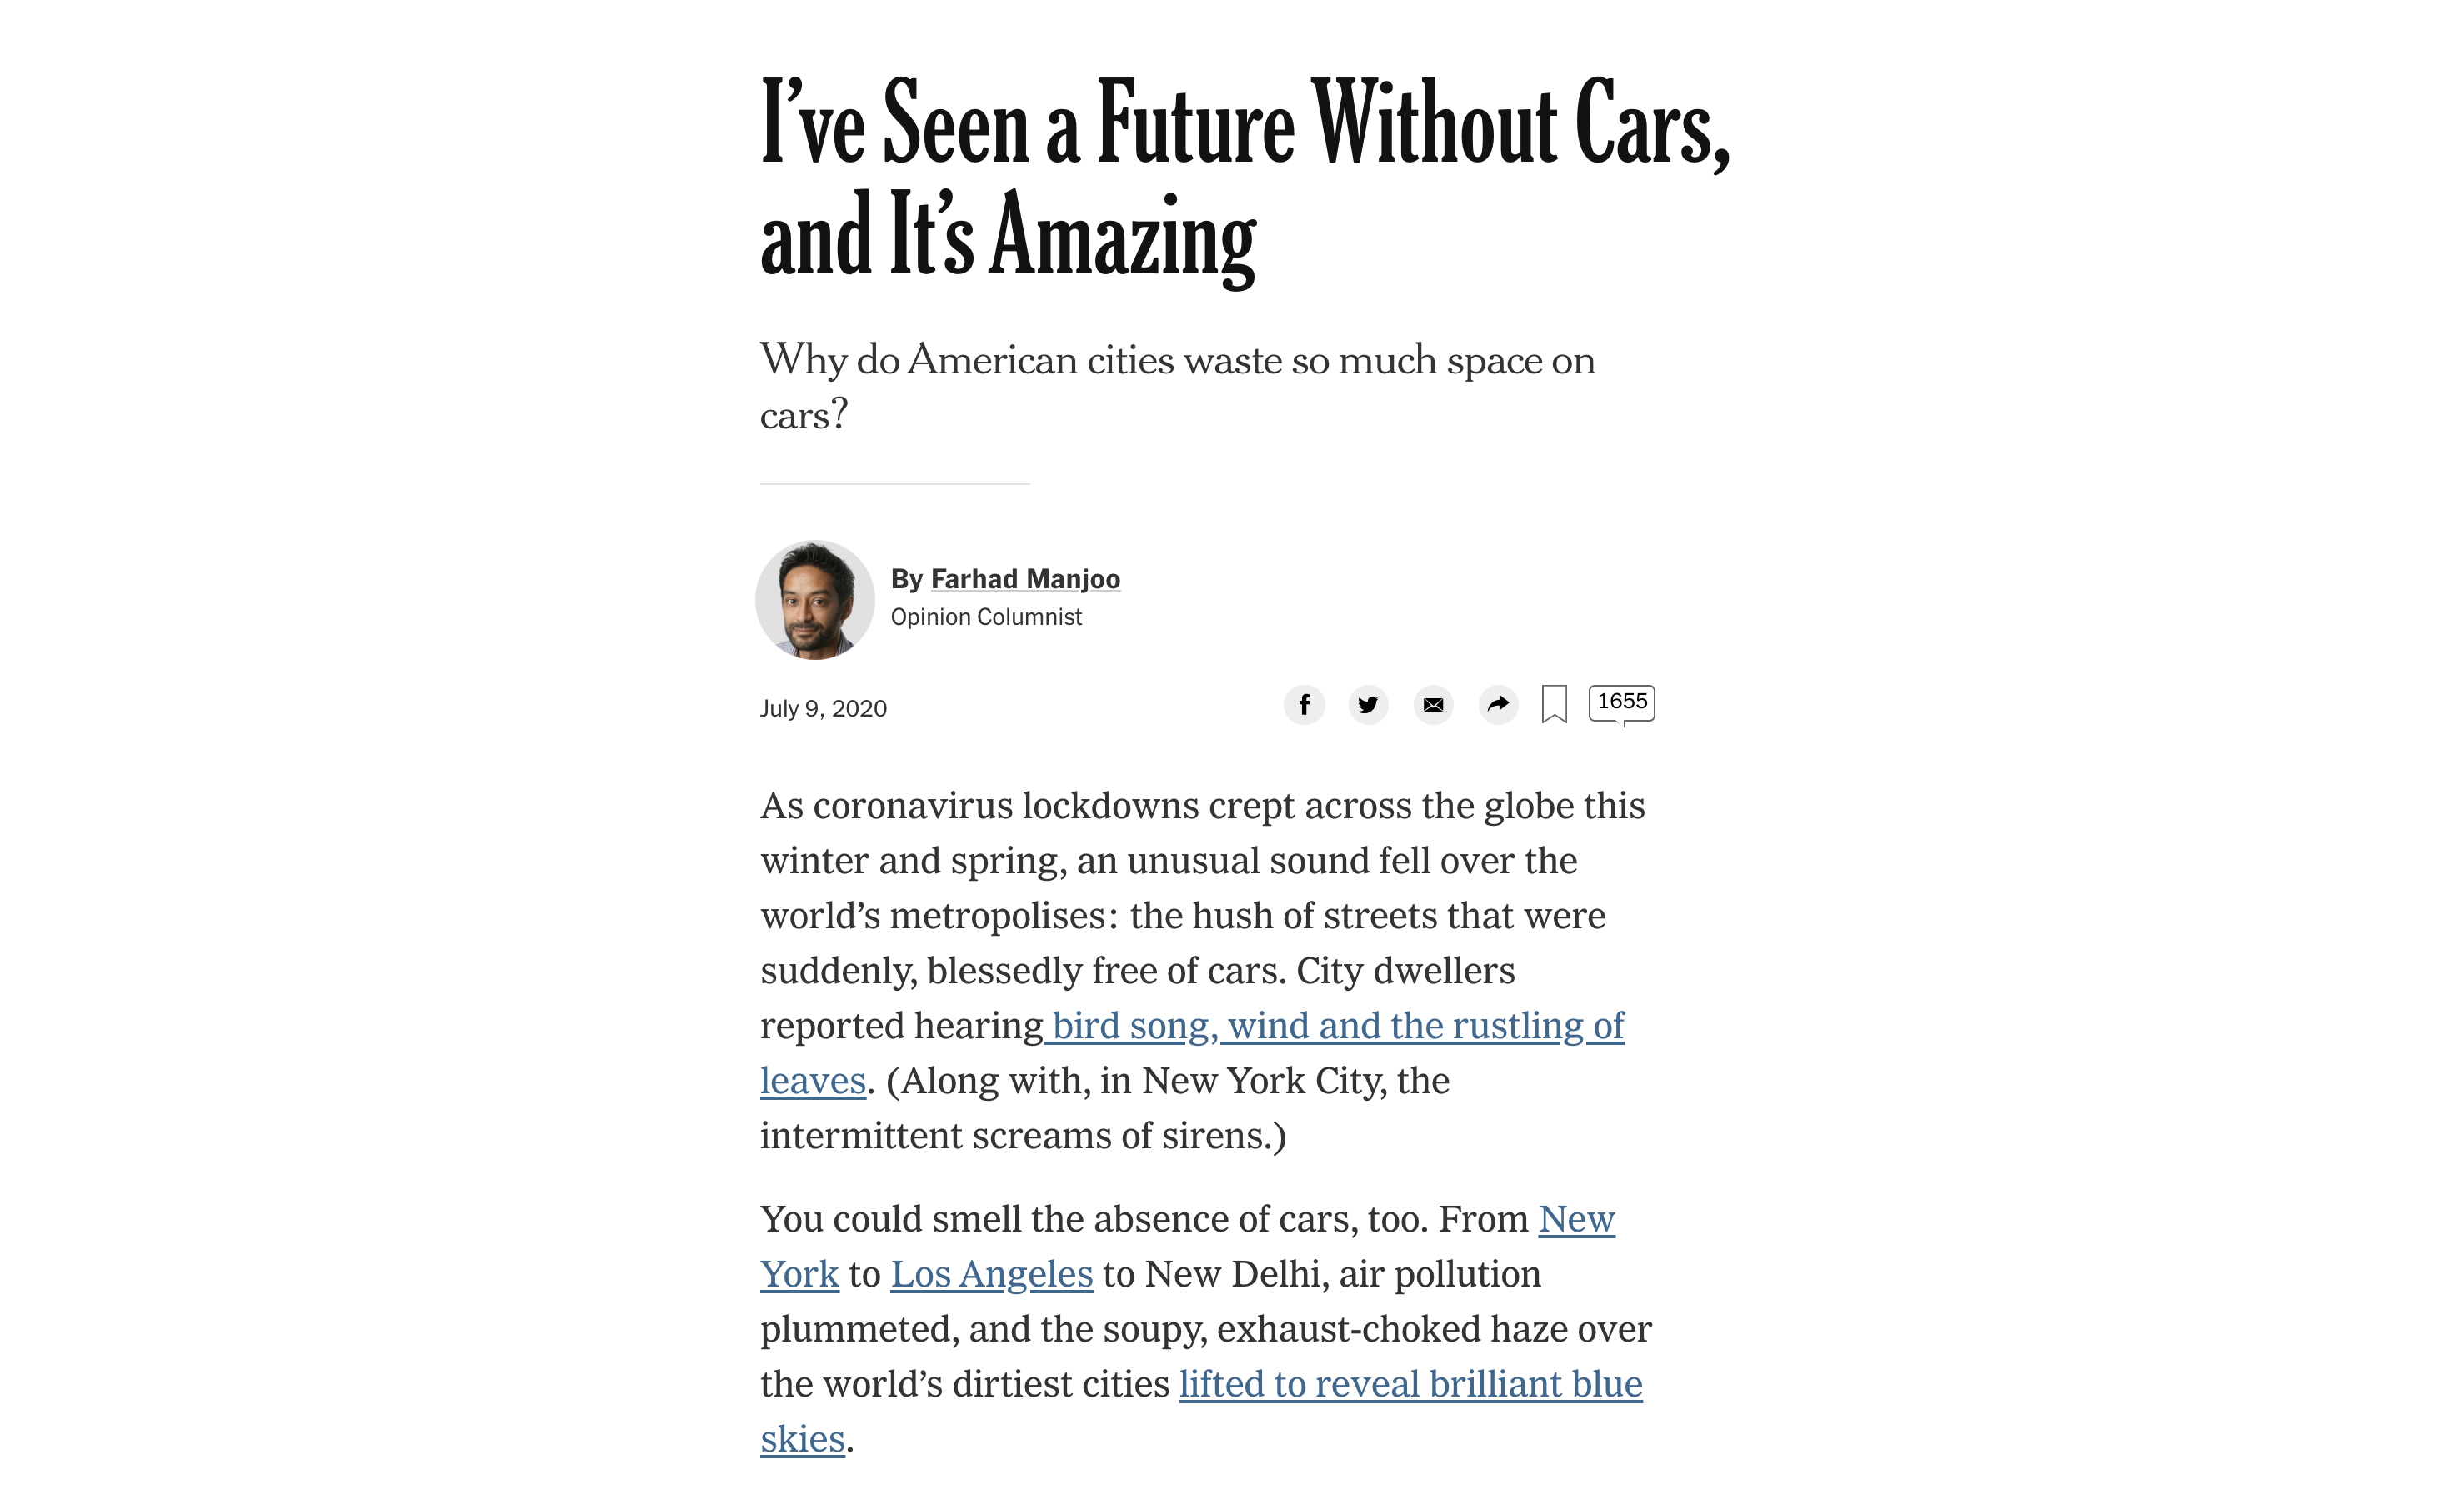 I’ve Seen a Future Without Cars,
and It’s Amazing
Why do American cities waste so much space on
cars?
By Farhad Manjoo
Opinion Columnist
July 9, 2020
1655
As coronavirus lockdowns crept across the globe this
winter and spring, an unusual sound fell over the
world’s metropolises: the hush of streets that were
suddenly, blessedly free of cars. City dwellers
reported hearing bird song, wind and the rustling of
leaves. (Along with, in New York City, the
intermittent screams of sirens.)
You could smell the absence of cars, too. From New
York to Los Angeles to New Delhi, air pollution
plummeted, and the soupy, exhaust-choked haze over
the world’s dirtiest cities lifted to reveal brilliant blue
skies.